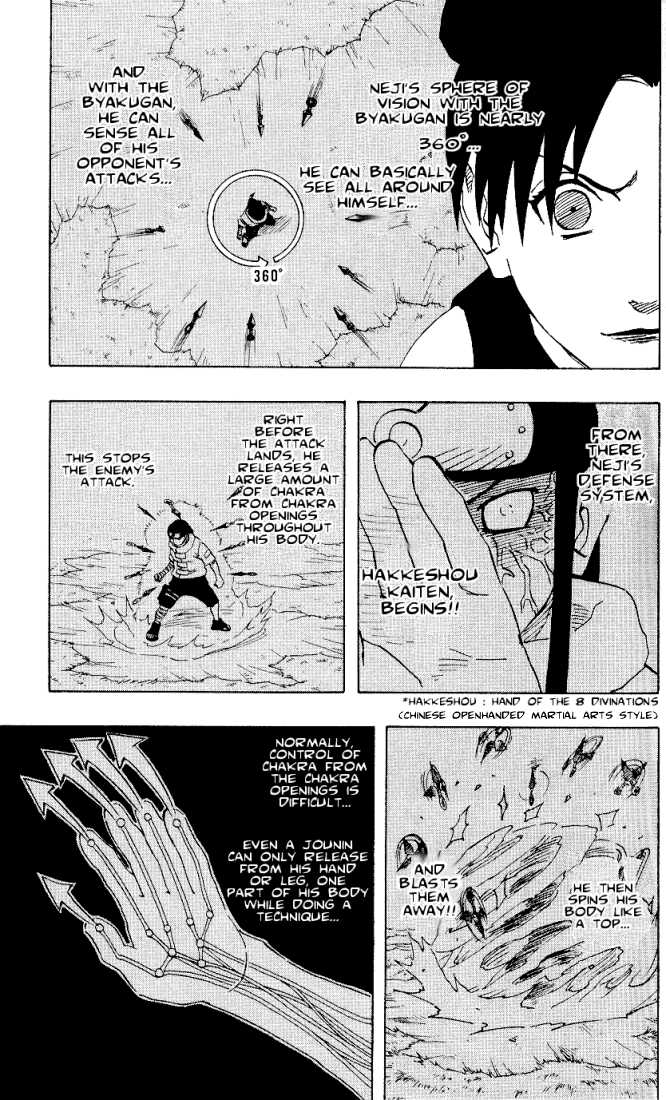 NEJI'S SPHERE OF
VISION WITH THE
BYAKUGAN IS NEARLY
360°...
HE CAN BASICALLY
SEE ALL AROUND
HIMSELF...
AND
WITH THE
BYAKUGAN,
HE CAN
SENSE ALL
OF HIS
OPPONENT'S
ATTACKS...
360°
FROM
THERE,
NEJI'S
DEFENSE
SYSTEM,
HAKKESHOU
KAITEN,
BEGINS!!
*HAKKESHOU : HAND OF THE 8 DIVINATIONS
(CHINESE OPENHANDED MARTIAL ARTS STYLE)
RIGHT
BEFORE
THE ATTACK
LANDS, HE
RELEASES A
LARGE AMOUNT
OF CHAKRA
FROM CHAKRA
OPENINGS
THROUGHOUT
HIS BODY.
THIS STOPS
THE ENEMY'S
ATTACK.
HE THEN
SPINS HIS
BODY LIKE
A TOP...
AND
BLASTS
THEM
AWAY!!
NORMALLY,
CONTROL OF
CHAKRA FROM
THE CHAKRA
OPENINGS IS
DIFFICULT...
EVEN A JOUNIN
CAN ONLY RELEASE
FROM HIS HAND
OR LEG, ONE
PART OF HIS BODY
WHILE DOING A
TECHNIQUE...